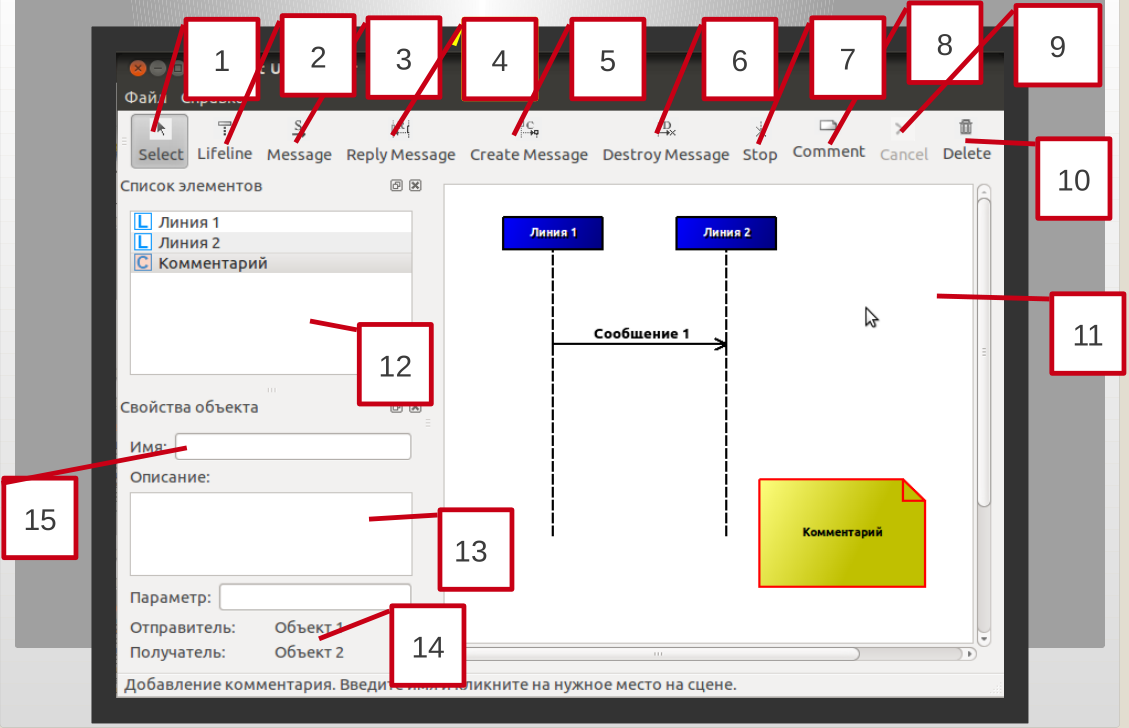 1
2
3
4
5
6
7
8
9
10
11
12
13
14
15
Файл Справка
Select Lifeline Message Reply Message Create Message Destroy Message Stop Comment Cancel Delete
Список элементов
L Линия 1
L Линия 2
C Комментарий
Свойства объекта
Имя:
Описание:
Параметр:
Отправитель: Объект 1
Получатель: Объект 2
Добавление комментария. Введите имя и кликните на нужное место на сцене.
Линия 1
Линия 2
Сообщение 1
Комментарий